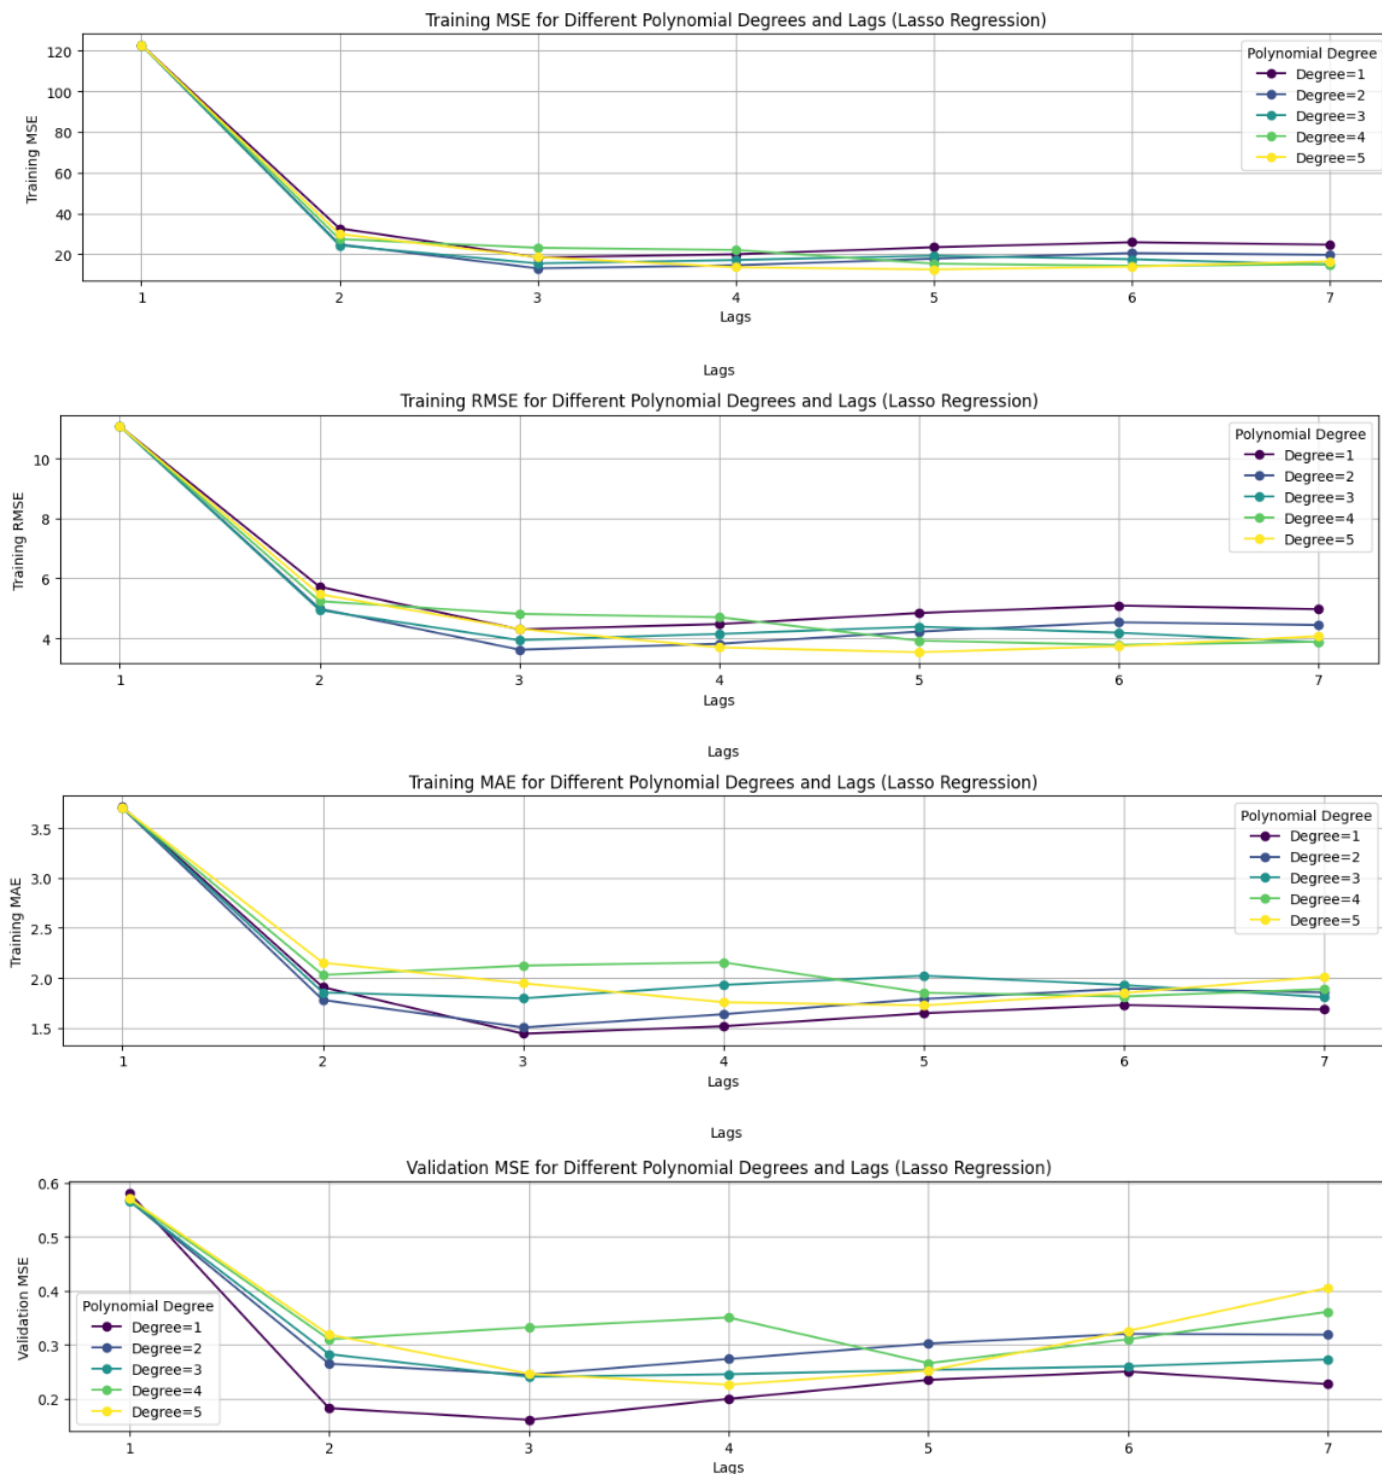 Training MSE for Different Polynomial Degrees and Lags (Lasso Regression)
Training MSE
120
100
80
60
40
20
Polynomial Degree
Degree=1
Degree=2
Degree=3
Degree=4
Degree=5
1 2 3 4 5 6 7
Lags
Lags
Training RMSE for Different Polynomial Degrees and Lags (Lasso Regression)
Training RMSE
10
8
6
4
Polynomial Degree
Degree=1
Degree=2
Degree=3
Degree=4
Degree=5
1 2 3 4 5 6 7
Lags
Lags
Training MAE for Different Polynomial Degrees and Lags (Lasso Regression)
Training MAE
3.5
3.0
2.5
2.0
1.5
Polynomial Degree
Degree=1
Degree=2
Degree=3
Degree=4
Degree=5
1 2 3 4 5 6 7
Lags
Lags
Validation MSE for Different Polynomial Degrees and Lags (Lasso Regression)
Validation MSE
0.6
0.5
0.4
0.3
0.2
Polynomial Degree
Degree=1
Degree=2
Degree=3
Degree=4
Degree=5
1 2 3 4 5 6 7
Lags